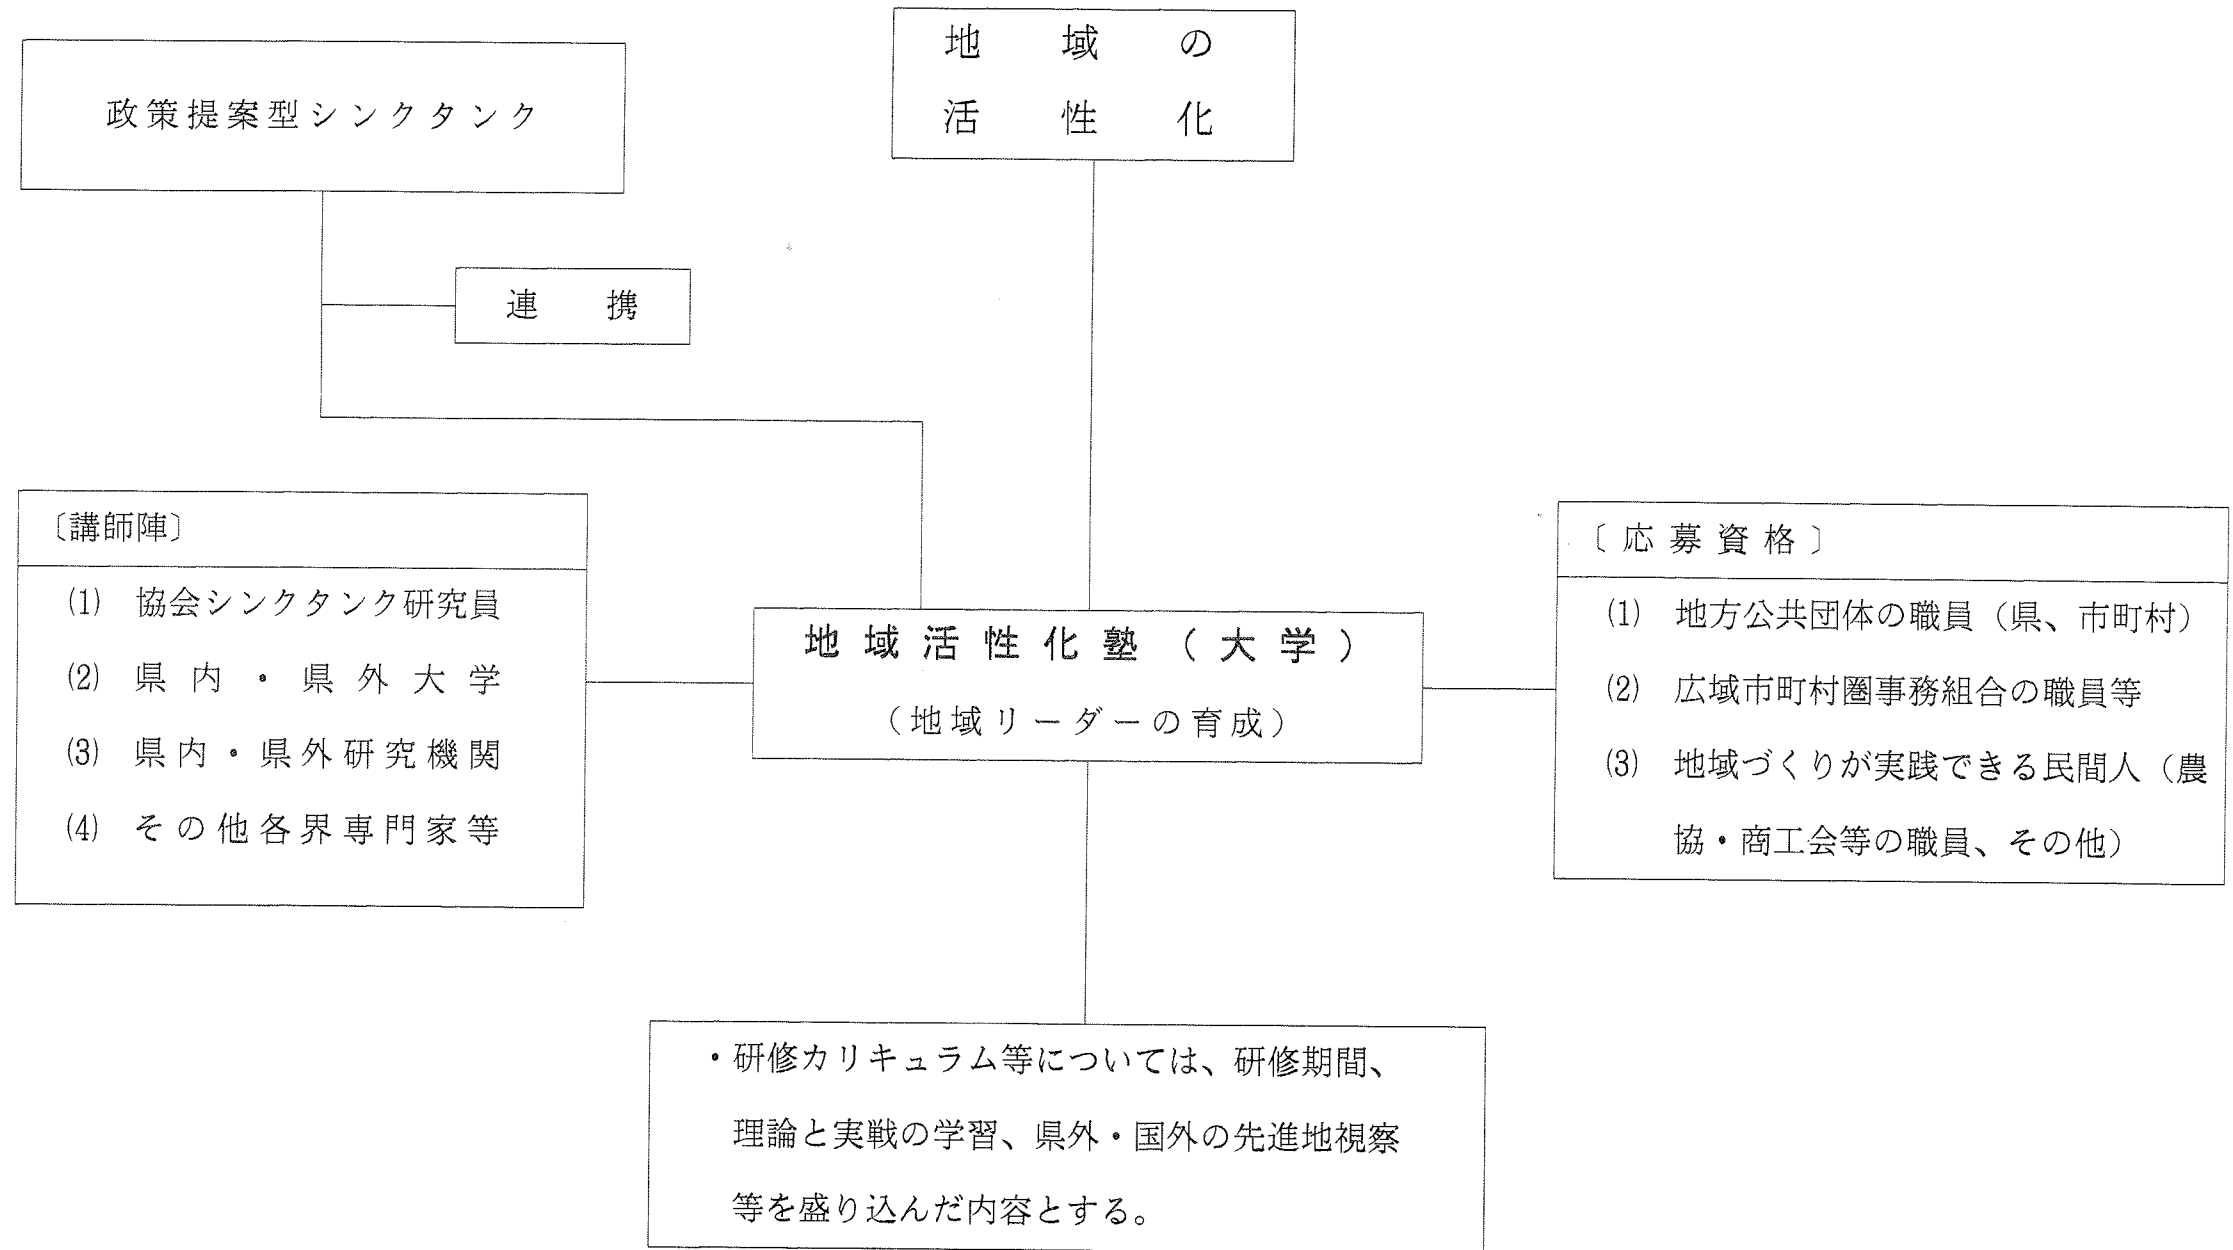 政策提案型シンクタンク
地域の
活性化
連携
〔講師陣〕
(1) 協会シンクタンク研究員
(2) 県内・県外大学
(3) 県内・県外研究機関
(4) その他各界専門家等
地域活性化塾（大学）
（地域リーダーの育成）
〔応募資格〕
(1) 地方公共団体の職員（県、市町村）
(2) 広域市町村圏事務組合の職員等
(3) 地域づくりが実践できる民間人（農
協・商工会等の職員、その他）
・研修カリキュラム等については、研修期間、
理論と実戦の学習、県外・国外の先進地視察
等を盛り込んだ内容とする。